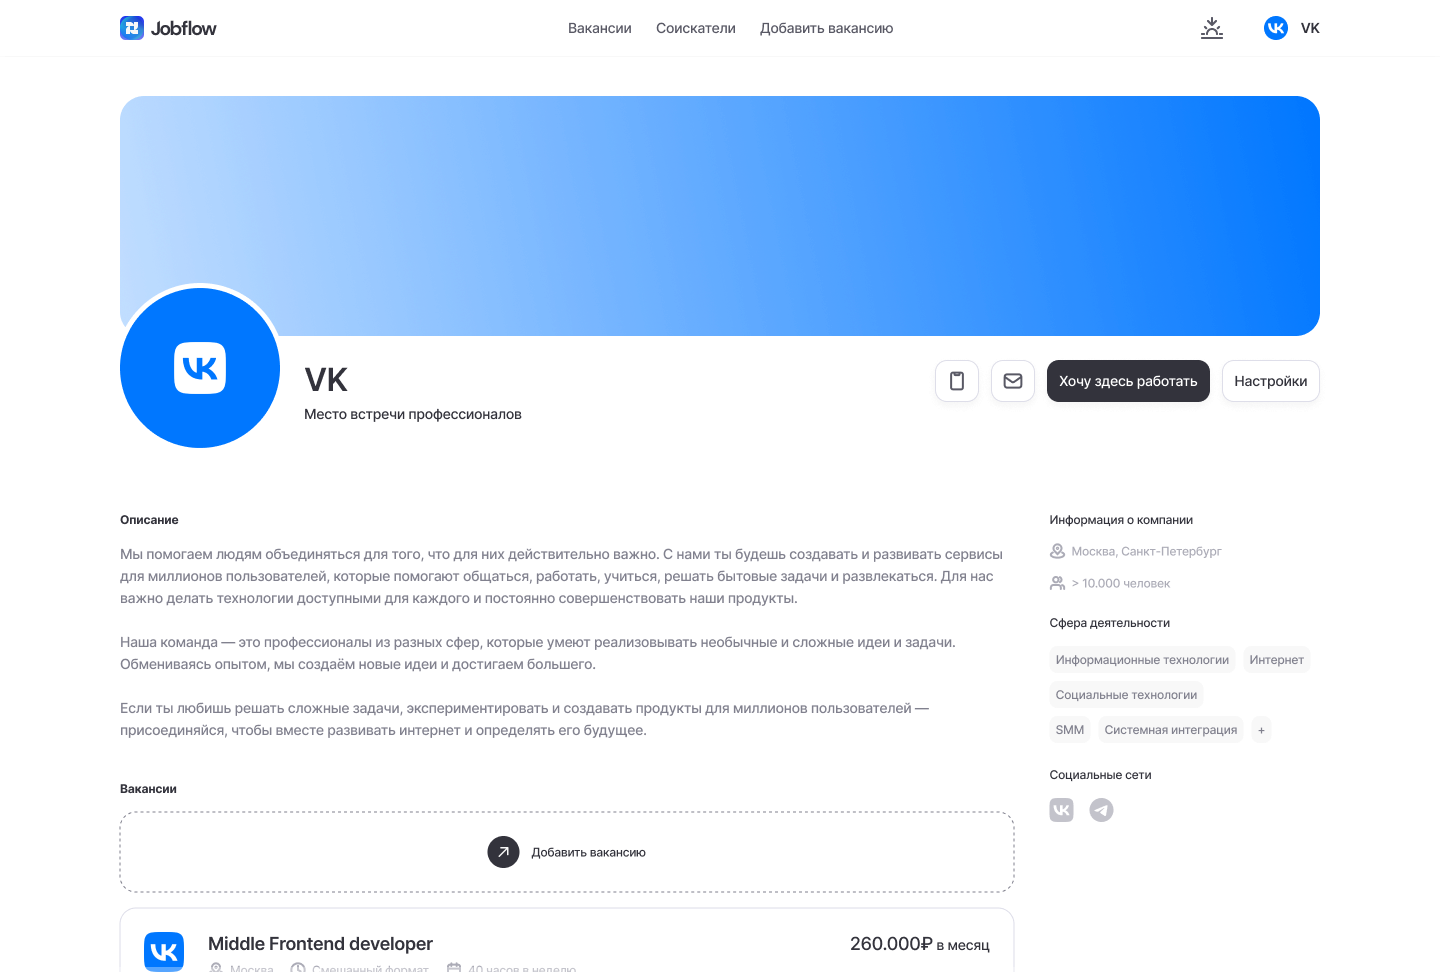 Jobflow
Вакансии
Соискатели
Добавить вакансию
VK
VK
Место встречи профессионалов
Хочу здесь работать
Настройки
Описание
Мы помогаем людям объединяться для того, что для них действительно важно. С нами ты будешь создавать и развивать сервисы
для миллионов пользователей, которые помогают общаться, работать, учиться, решать бытовые задачи и развлекаться. Для нас
важно делать технологии доступными для каждого и постоянно совершенствовать наши продукты.
Наша команда — это профессионалы из разных сфер, которые умеют реализовывать необычные и сложные идеи и задачи.
Обмениваясь опытом, мы создаём новые идеи и достигаем большего.
Если ты любишь решать сложные задачи, экспериментировать и создавать продукты для миллионов пользователей —
присоединяйся, чтобы вместе развивать интернет и определять его будущее.
Вакансии
Добавить вакансию
Middle Frontend developer
260.000₽ в месяц
Москва
Смешанный формат
40 часов в неделю
Информация о компании
Москва, Санкт-Петербург
> 10.000 человек
Сфера деятельности
Информационные технологии
Интернет
Социальные технологии
SMM
Системная интеграция
+
Социальные сети